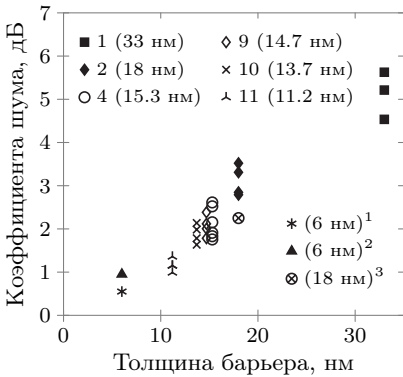 Коэффициента шума, дБ
7
6
5
4
3
2
1
0
1 (33 нм)
2 (18 нм)
4 (15.3 нм)
9 (14.7 нм)
10 (13.7 нм)
11 (11.2 нм)
(6 нм)¹
(6 нм)²
(18 нм)³
0 10 20 30
Толщина барьера, нм